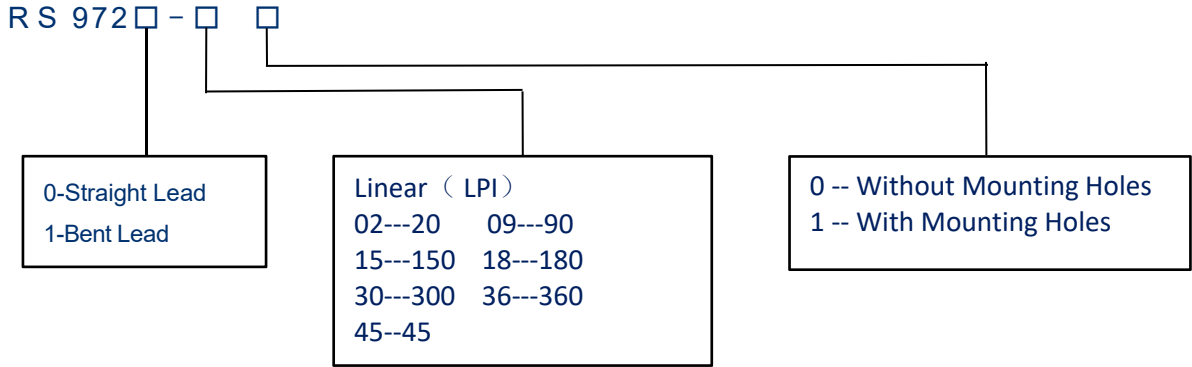 RS 972□-□ □
0-Straight Lead
1-Bent Lead
Linear（LPI）
02---20 09---90
15---150 18---180
30---300 36---360
45--45
0 -- Without Mounting Holes
1 -- With Mounting Holes